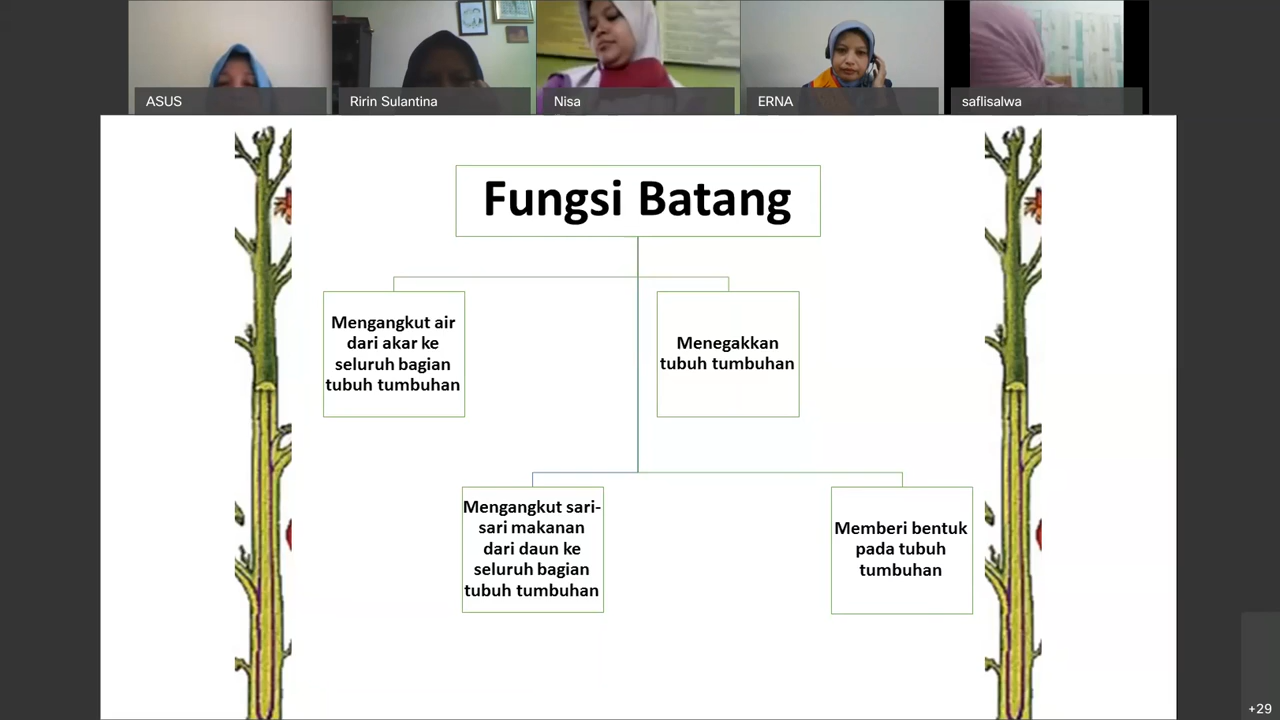 ASUS
Ririn Sulantina
Nisa
ERNA
saflisalwa
Fungsi Batang
Mengangkut air
dari akar ke
seluruh bagian
tubuh tumbuhan
Menegakkan
tubuh tumbuhan
Mengangkut sari-
sari makanan
dari daun ke
seluruh bagian
tubuh tumbuhan
Memberi bentuk
pada tubuh
tumbuhan
+29